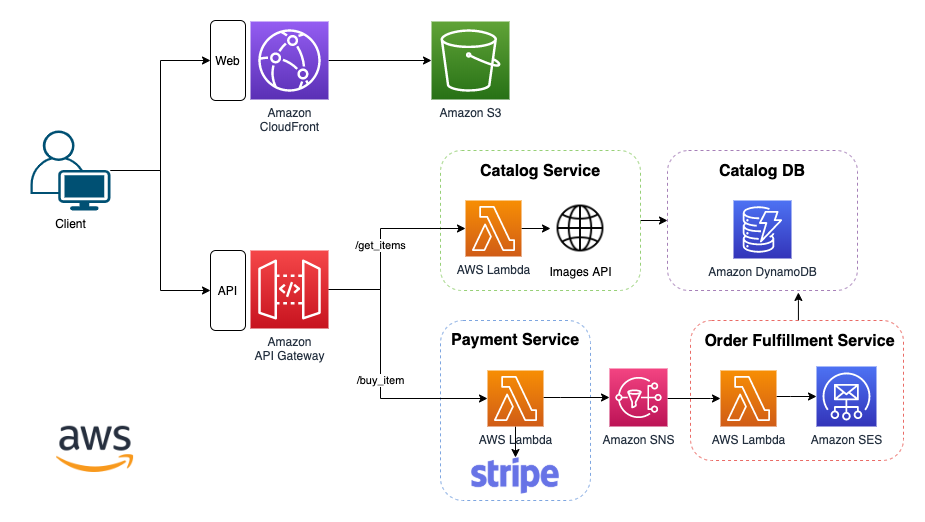 Web
Amazon
CloudFront
Amazon S3
Client
Catalog Service
AWS Lambda
Images API
Catalog DB
Amazon DynamoDB
/get_items
API
Amazon
API Gateway
/buy_item
Payment Service
AWS Lambda
stripe
Amazon SNS
Order Fulfillment Service
AWS Lambda
Amazon SES
aws